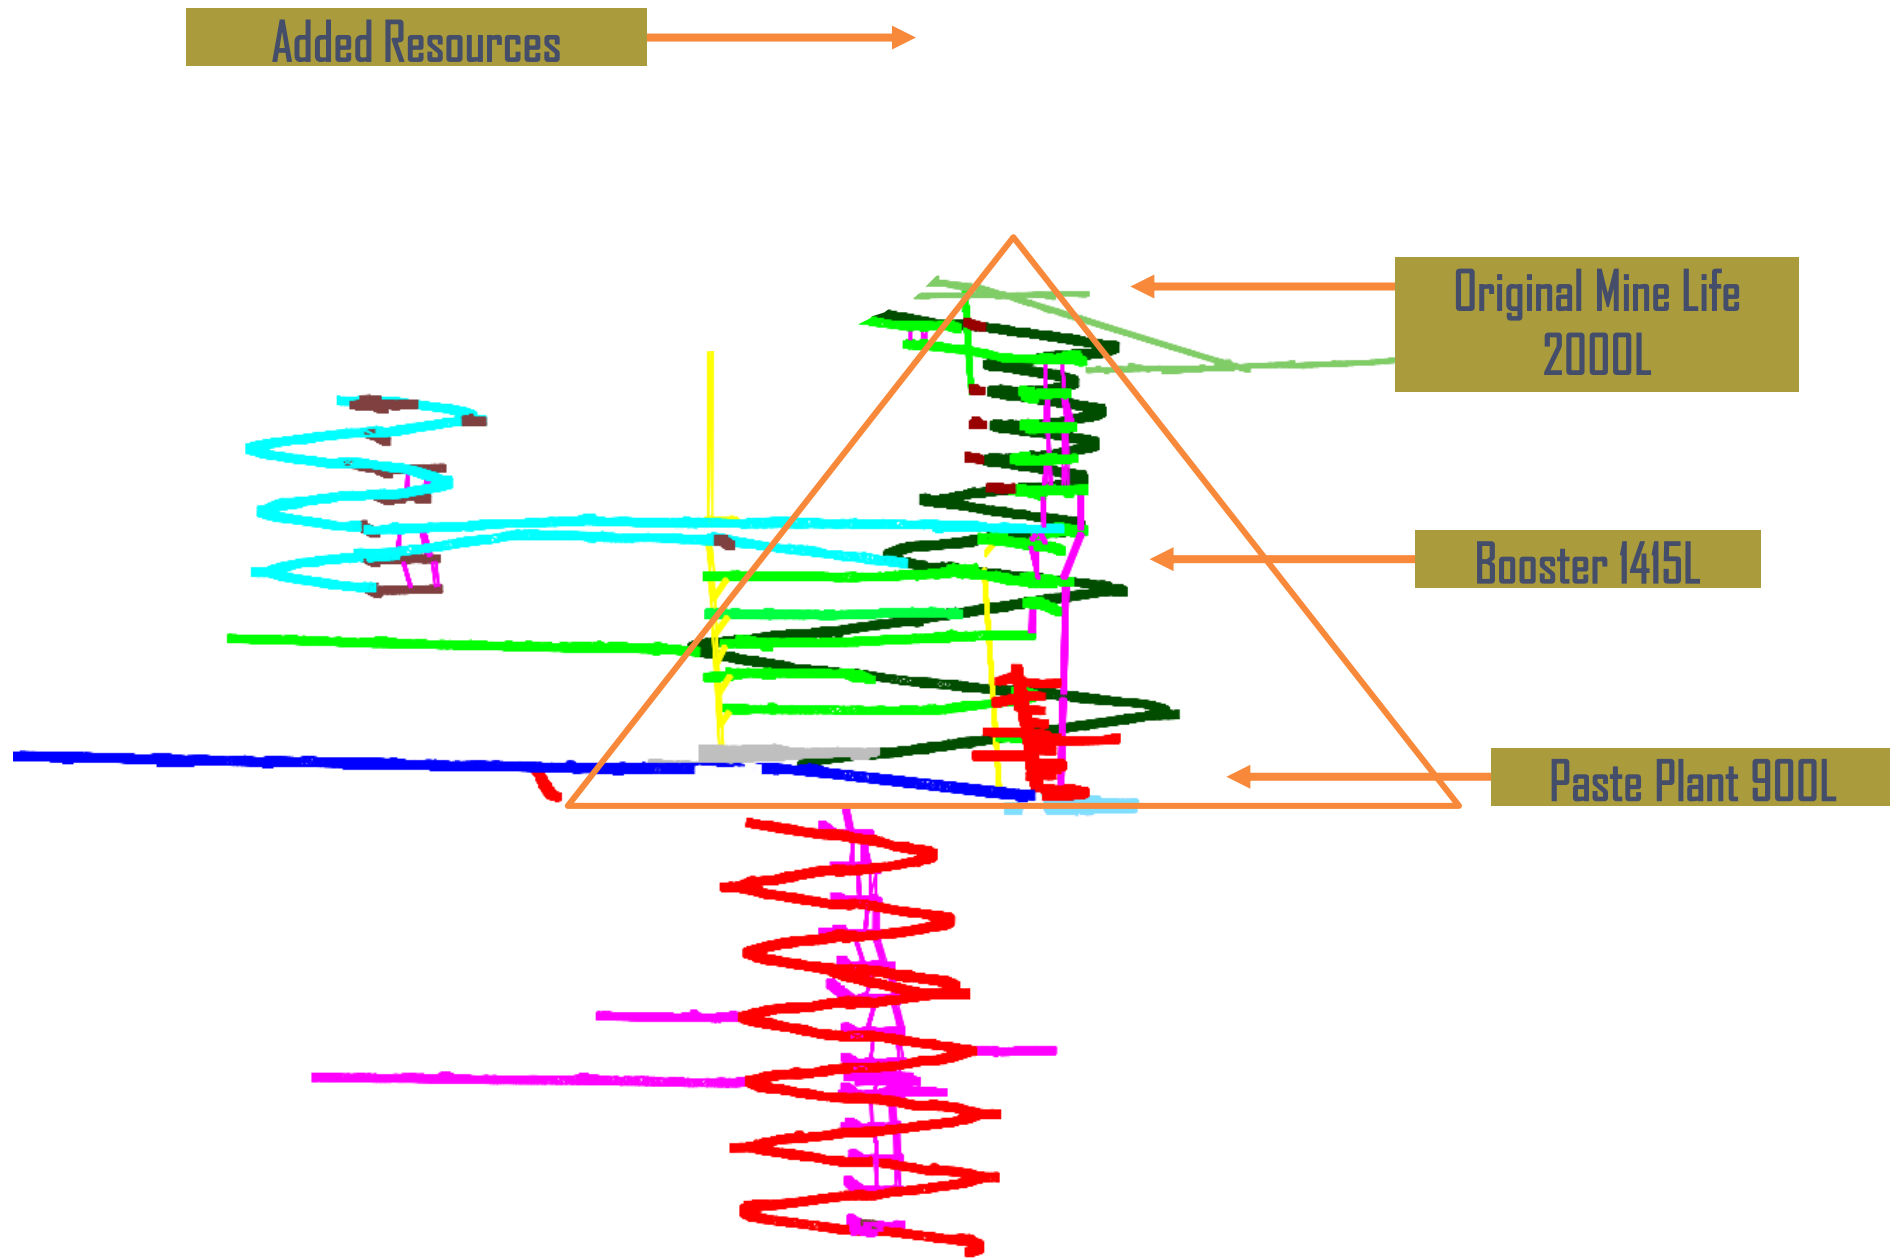 Added Resources
Original Mine Life
2000L
Booster 1415L
Paste Plant 900L